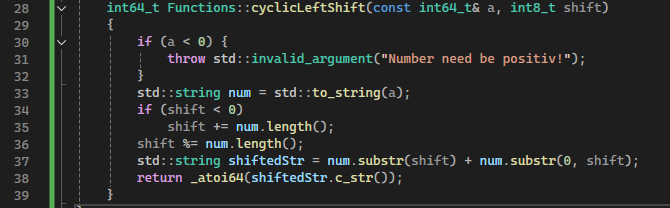 28 int64_t Functions::cyclicLeftShift(const int64_t& a, int8_t shift)
29 {
30 if (a < 0) {
31 throw std::invalid_argument("Number need be positiv!");
32 }
33 std::string num = std::to_string(a);
34 if (shift < 0)
35 shift += num.length();
36 shift %= num.length();
37 std::string shiftedStr = num.substr(shift) + num.substr(0, shift);
38 return _atoi64(shiftedStr.c_str());
39 }